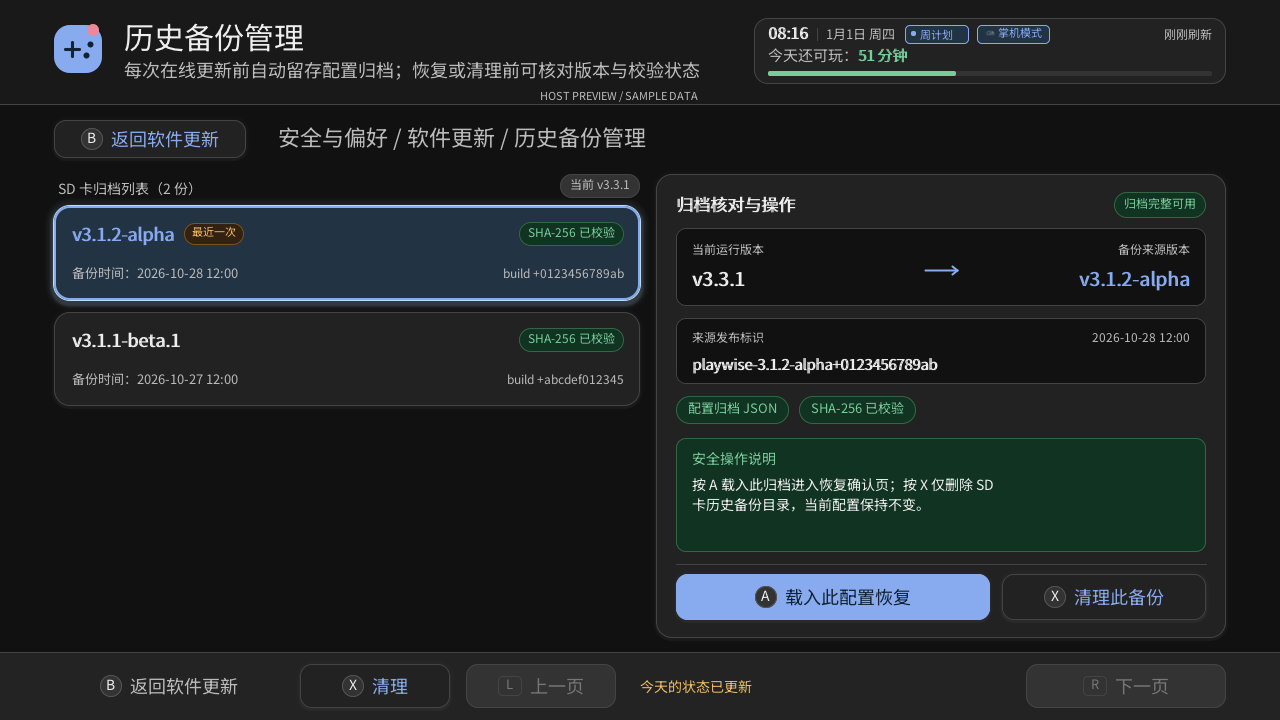 历史备份管理
每次在线更新前自动留存配置归档；恢复或清理前可核对版本与校验状态
HOST PREVIEW / SAMPLE DATA
08:16 1月1日 周四 周计划 掌机模式 刚刚刷新
今天还可玩：51 分钟
B 返回软件更新
安全与偏好 / 软件更新 / 历史备份管理
SD 卡归档列表（2 份）
当前 v3.3.1
v3.1.2-alpha 最近一次 SHA-256 已校验
备份时间：2026-10-28 12:00 build +0123456789ab
v3.1.1-beta.1 SHA-256 已校验
备份时间：2026-10-27 12:00 build +abcdef012345
归档核对与操作 归档完整可用
当前运行版本 备份来源版本
v3.3.1 → v3.1.2-alpha
来源发布标识 2026-10-28 12:00
playwise-3.1.2-alpha+0123456789ab
配置归档 JSON SHA-256 已校验
安全操作说明
按 A 载入此归档进入恢复确认页；按 X 仅删除 SD
卡历史备份目录，当前配置保持不变。
A 载入此配置恢复 X 清理此备份
B 返回软件更新 X 清理 L 上一页 今天的状态已更新 R 下一页